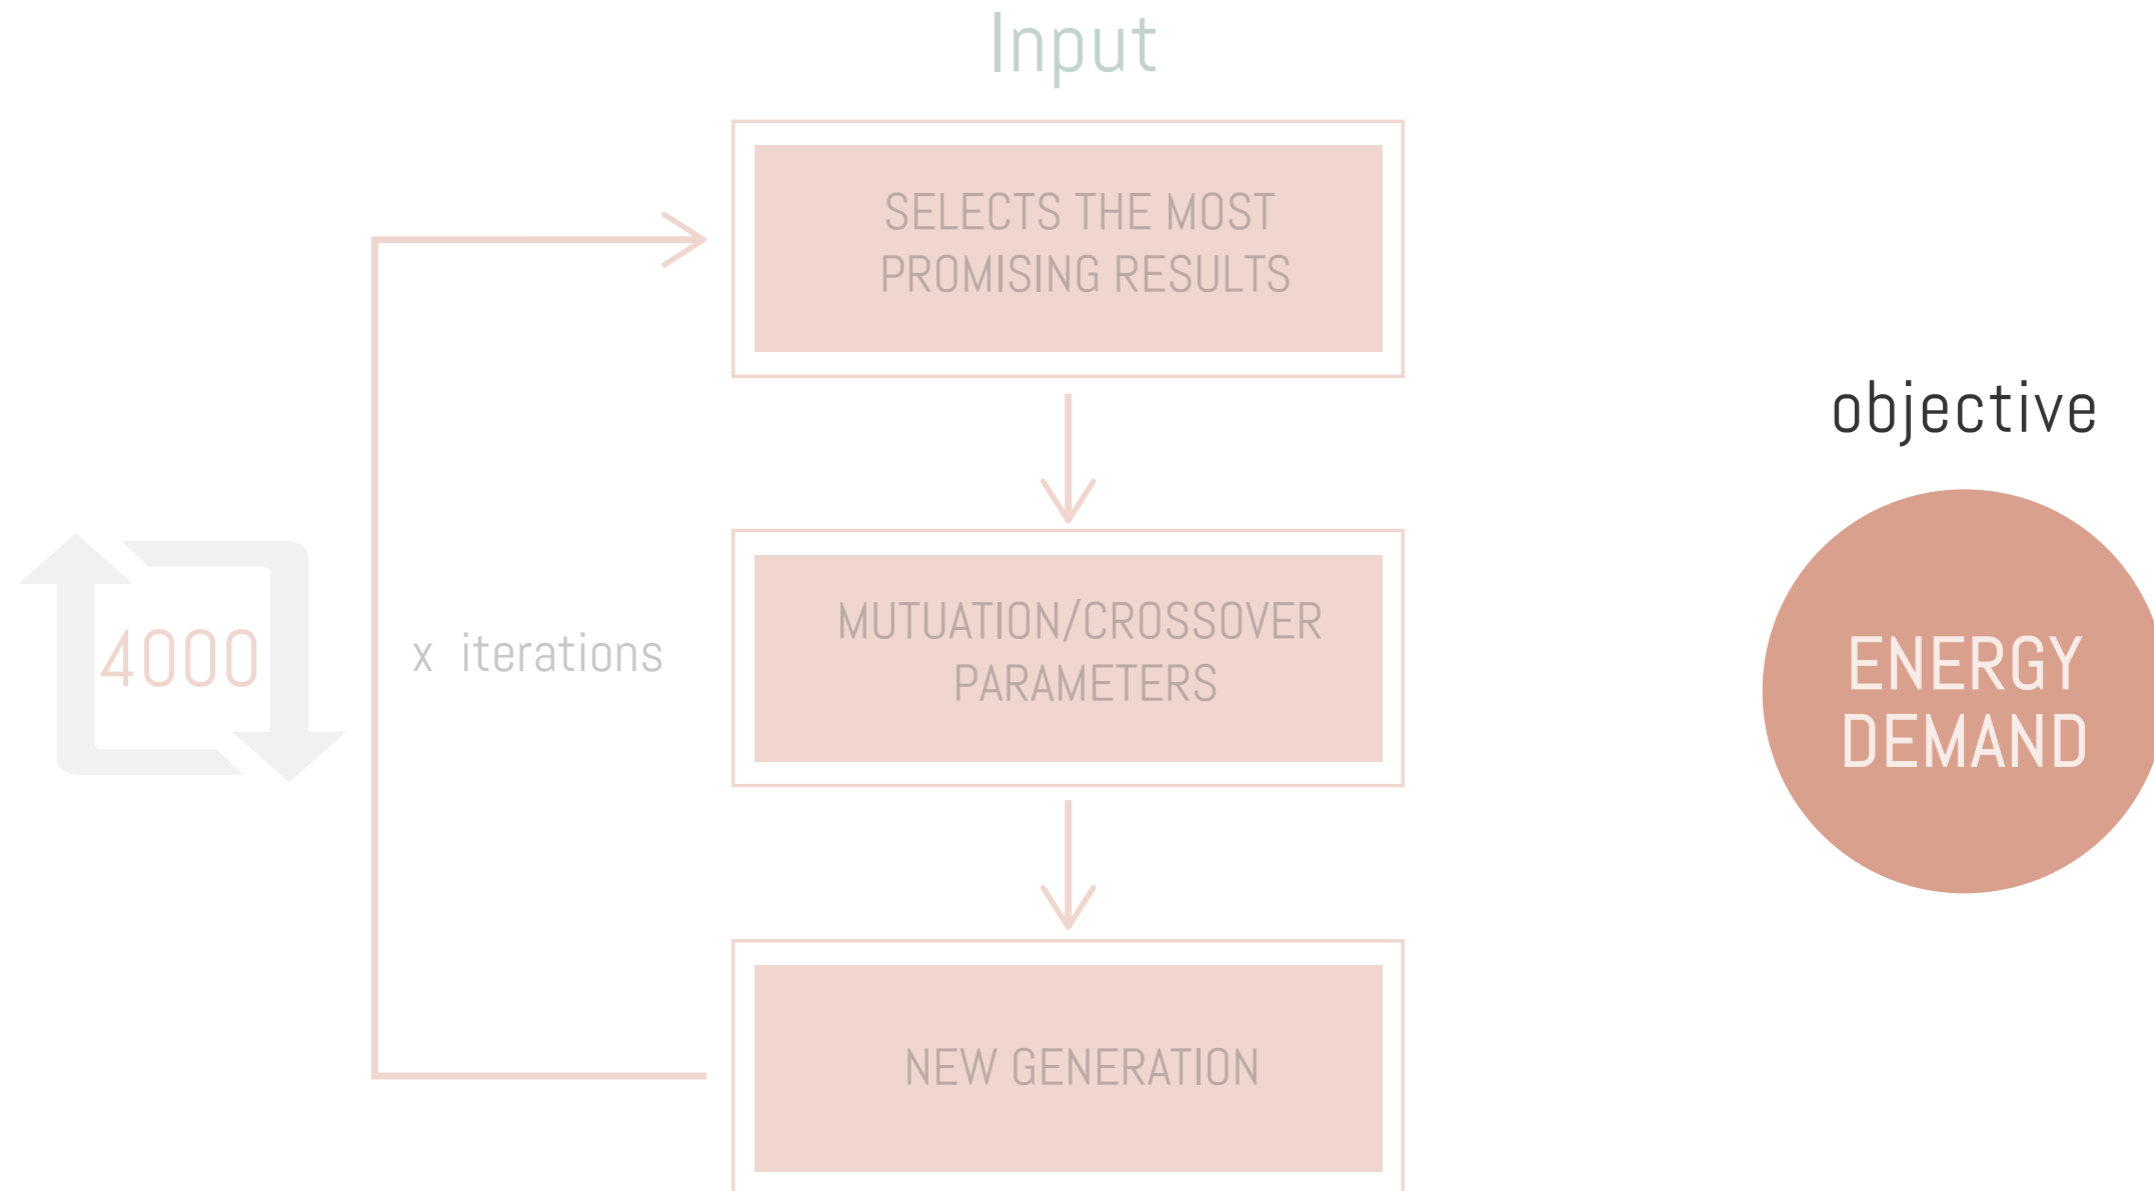 Input
SELECTS THE MOST
PROMISING RESULTS
objective
MUTUATION/CROSSOVER
PARAMETERS
4000
x iterations
ENERGY
DEMAND
NEW GENERATION